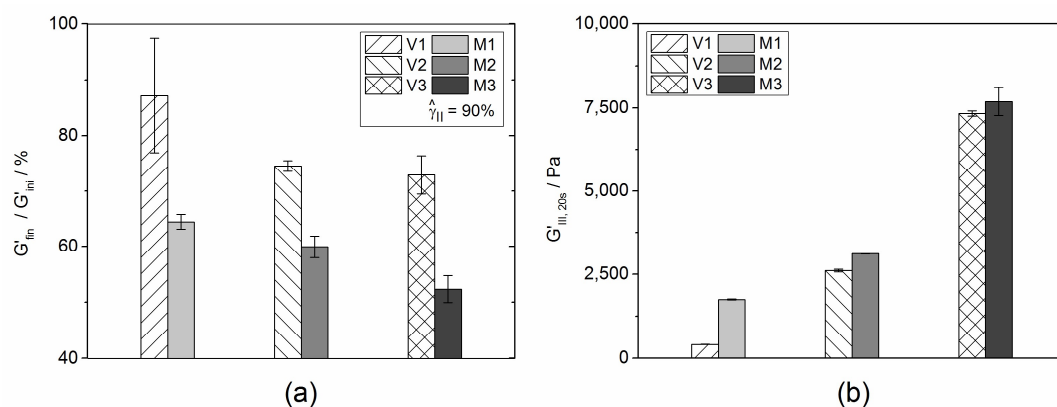 100
80
60
40
G'fin / G'ini / %
V1 M1
V2 M2
V3 M3
γ̂II = 90%
(a)
10,000
7,500
5,000
2,500
0
G'III, 20s / Pa
V1 M1
V2 M2
V3 M3
(b)